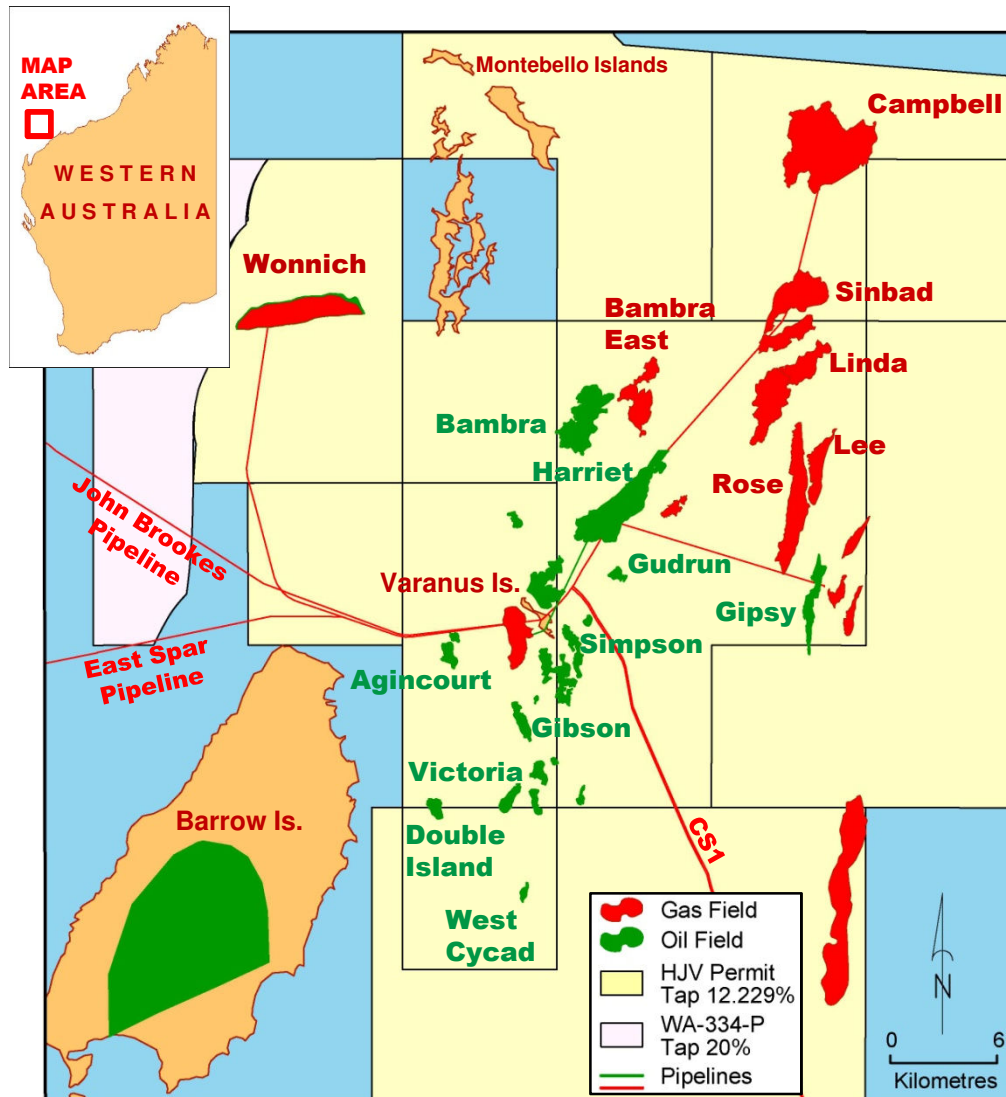 MAP
AREA
WESTERN
AUSTRALIA
Montebello Islands
Campbell
Wonnich
Sinbad
Bambra
East
Linda
Bambra
Harriet
Lee
Rose
John Brookes
Pipeline
Varanus Is.
Gudrun
Gipsy
East Spar
Pipeline
Simpson
Agincourt
Gibson
Victoria
Barrow Is.
Double
Island
CS1
West
Cycad
Gas Field
Oil Field
HJV Permit
Tap 12.229%
WA-334-P
Tap 20%
Pipelines
N
0 6
Kilometres